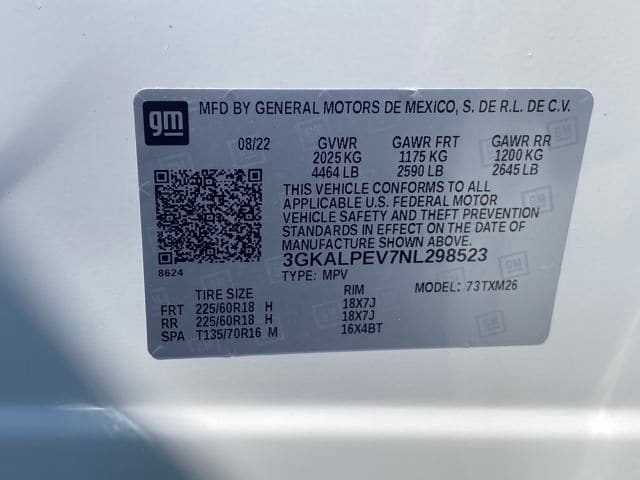 gm MFD BY GENERAL MOTORS DE MEXICO, S. DE R.L. DE C.V.
08/22 GVWR GAWR FRT GAWR RR
2025 KG 1175 KG 1200 KG
4464 LB 2590 LB 2645 LB
THIS VEHICLE CONFORMS TO ALL
APPLICABLE U.S. FEDERAL MOTOR
VEHICLE SAFETY AND THEFT PREVENTION
STANDARDS IN EFFECT ON THE DATE OF
MANUFACTURE SHOWN ABOVE.
8624 3GKALPEV7NL298523
TYPE: MPV MODEL: 73TXM26
TIRE SIZE RIM
FRT 225/60R18 H 18X7J
RR 225/60R18 H 18X7J
SPA T135/70R16 M 16X4BT